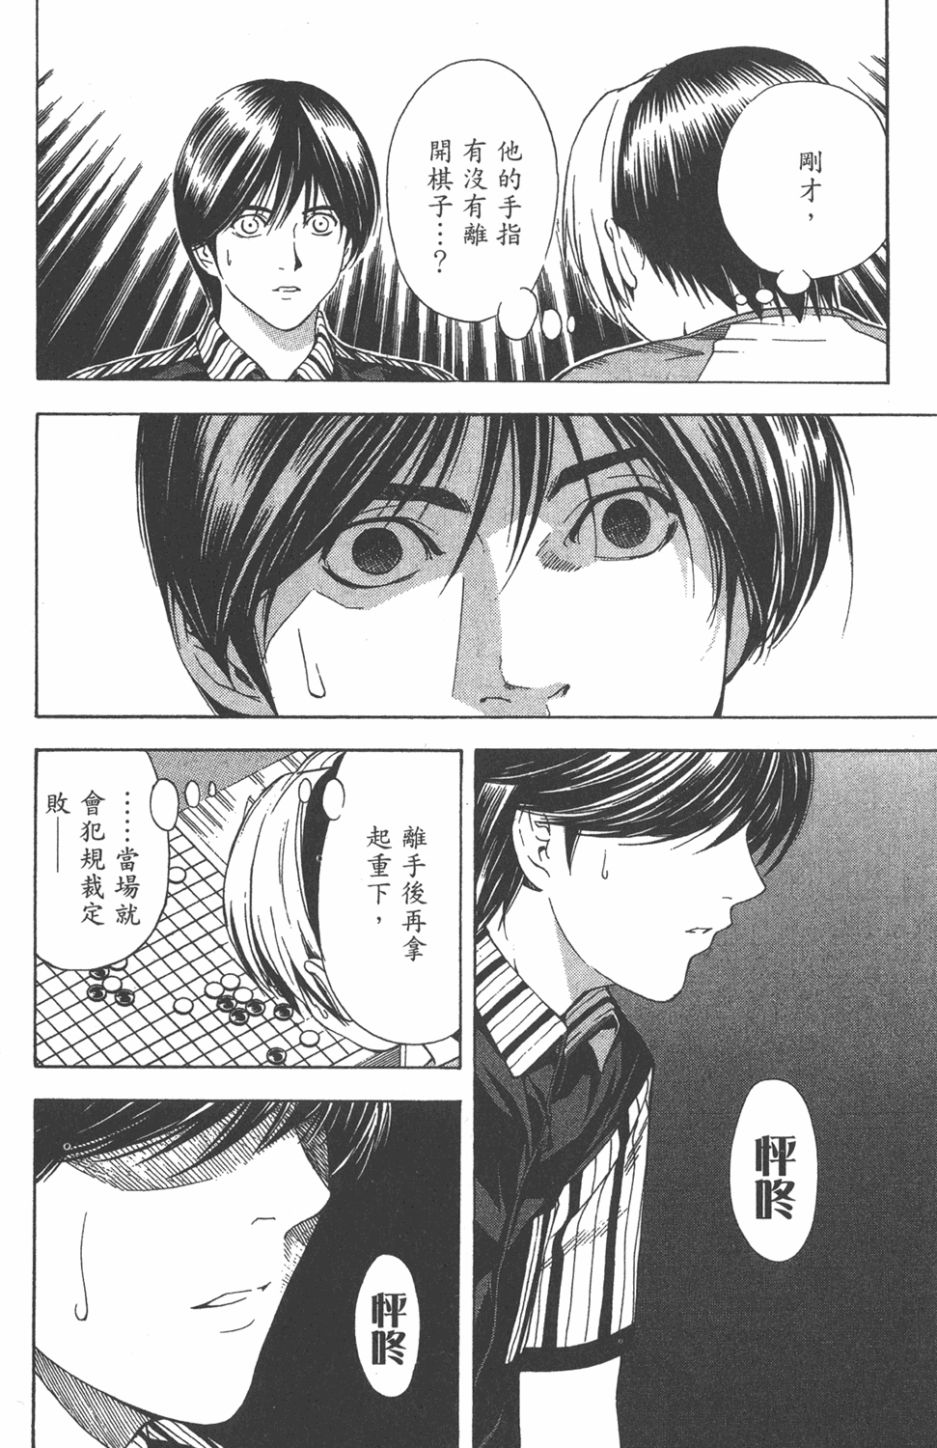 剛才，
他的手指
有沒有離
開棋子…？
怦咚
離手後再拿
起重下，
……當場就
會犯規裁定
敗——
怦咚